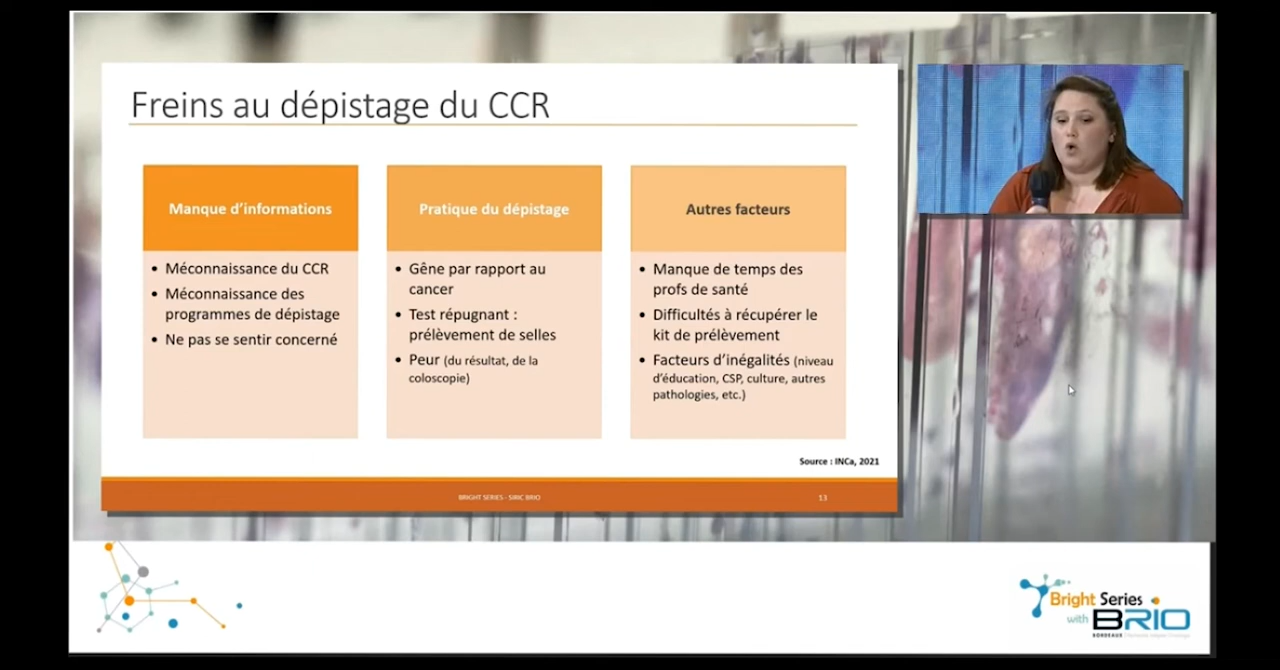 Freins au dépistage du CCR
Manque d'informations
• Méconnaissance du CCR
• Méconnaissance des
programmes de dépistage
• Ne pas se sentir concerné
Pratique du dépistage
• Gêne par rapport au
cancer
• Test répugnant :
prélèvement de selles
• Peur (du résultat, de la
coloscopie)
Autres facteurs
• Manque de temps des
profs de santé
• Difficultés à récupérer le
kit de prélèvement
• Facteurs d'inégalités (niveau
d'éducation, CSP, culture, autres
pathologies, etc.)
Source : INCa, 2021
BRIGHT SERIES - SIRIC BRIO
13
Bright Series
with BRIO
BORDEAUX